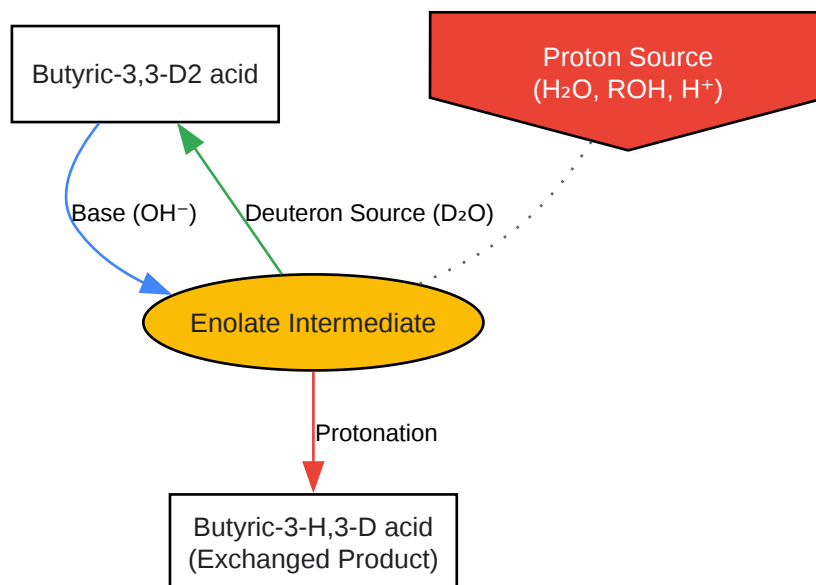 Butyric-3,3-D2 acid
Proton Source
(H₂O, ROH, H⁺)
Base (OH⁻)
Deuteron Source (D₂O)
Enolate Intermediate
Protonation
Butyric-3-H,3-D acid
(Exchanged Product)